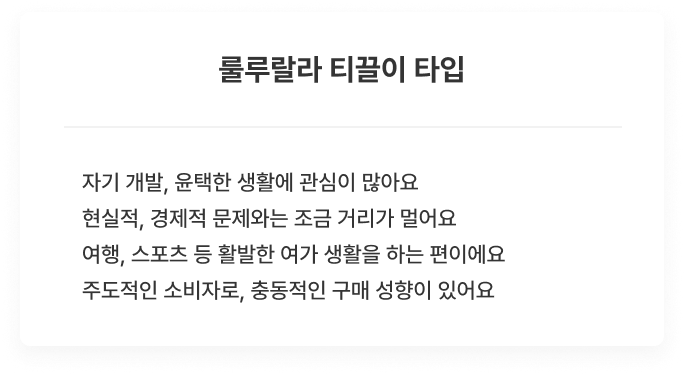 룰루랄라 티끌이 타입
자기 개발, 윤택한 생활에 관심이 많아요
현실적, 경제적 문제와는 조금 거리가 멀어요
여행, 스포츠 등 활발한 여가 생활을 하는 편이에요
주도적인 소비자로, 충동적인 구매 성향이 있어요